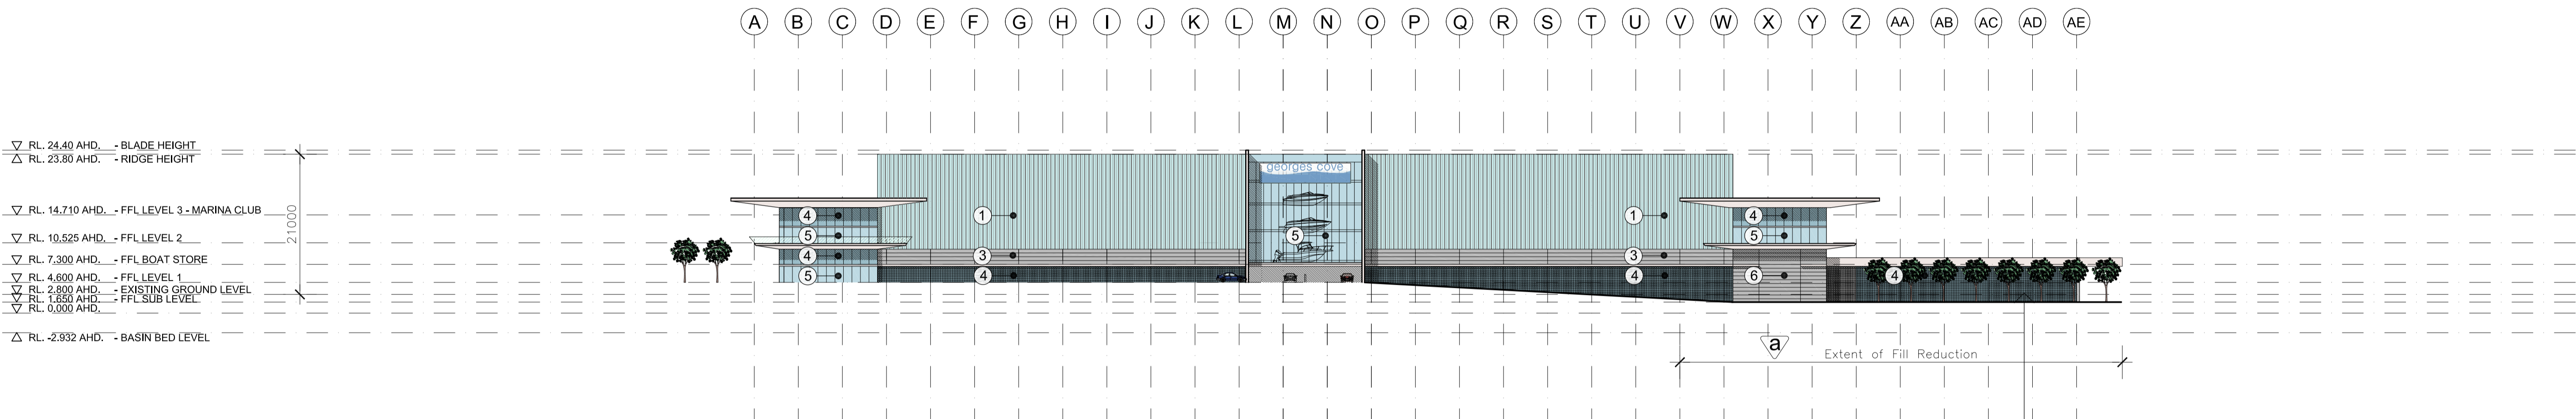 A B C D E F G H I J K L M N O P Q R S T U V W X Y Z AA AB AC AD AE
RL. 24.40 AHD. - BLADE HEIGHT
RL. 23.80 AHD. - RIDGE HEIGHT
georges cove
RL. 14.710 AHD. - FFL LEVEL 3 - MARINA CLUB
21000
4 1 1 4
RL. 10.525 AHD. - FFL LEVEL 2
5 5 5
RL. 7,300 AHD. - FFL BOAT STORE
4 3 3
RL. 4,600 AHD. - FFL LEVEL 1
5 4 4 6 4
RL. 2.800 AHD. - EXISTING GROUND LEVEL
RL. 1,650 AHD. - FFL SUB LEVEL
RL. 0,000 AHD.
RL. -2.932 AHD. - BASIN BED LEVEL
a
Extent of Fill Reduction